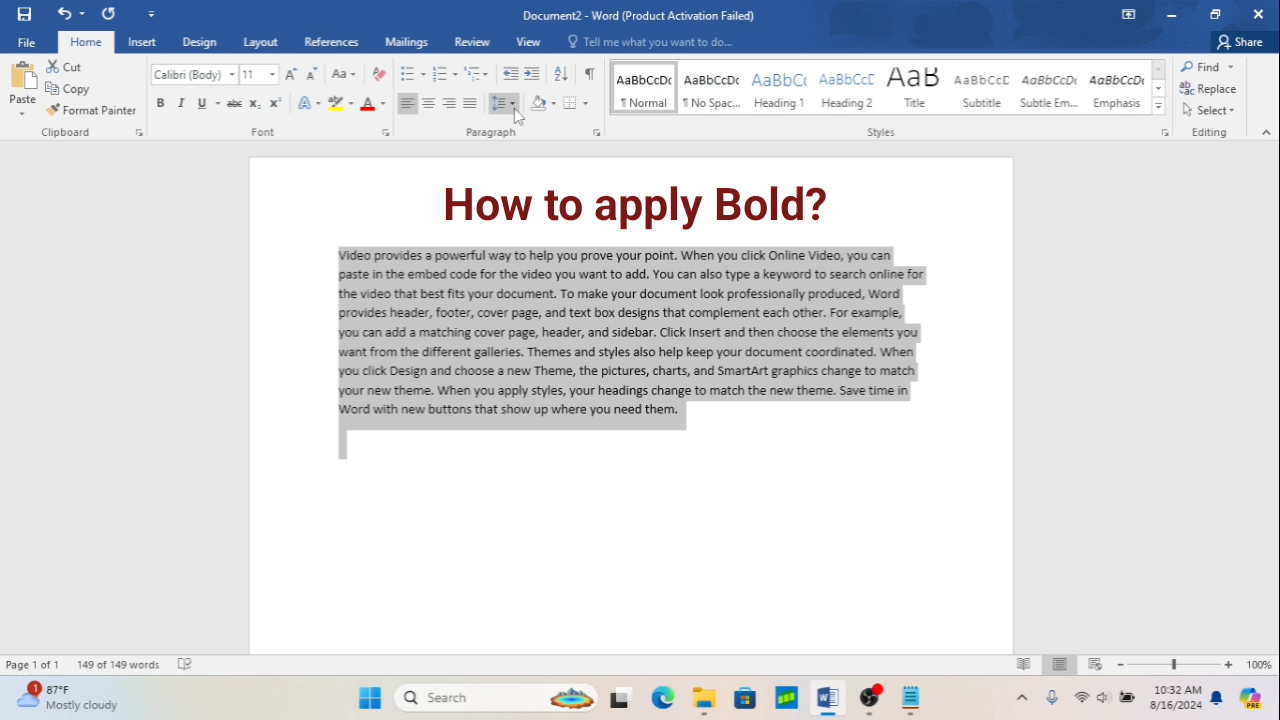 Document2 - Word (Product Activation Failed)
File Home Insert Design Layout References Mailings Review View Tell me what you want to do... Share
Cut
Copy
Format Painter
Paste
Clipboard
Calibri (Body) 11 Aa
B I U abc X₂ X²
Font
Paragraph
AaBbCcDc AaBbCcDc AaBbCc AaBbCcD AaB AaBbCcD AaBbCcDc AaBbCcDc
¶ Normal ¶ No Spac... Heading 1 Heading 2 Title Subtitle Subtle Em... Emphasis
Styles
Find
Replace
Select
Editing
How to apply Bold?
Video provides a powerful way to help you prove your point. When you click Online Video, you can
paste in the embed code for the video you want to add. You can also type a keyword to search online for
the video that best fits your document. To make your document look professionally produced, Word
provides header, footer, cover page, and text box designs that complement each other. For example,
you can add a matching cover page, header, and sidebar. Click Insert and then choose the elements you
want from the different galleries. Themes and styles also help keep your document coordinated. When
you click Design and choose a new Theme, the pictures, charts, and SmartArt graphics change to match
your new theme. When you apply styles, your headings change to match the new theme. Save time in
Word with new buttons that show up where you need them.
Page 1 of 1 149 of 149 words 100%
1 87°F
Mostly cloudy
Search
10:32 AM
8/16/2024
PRE